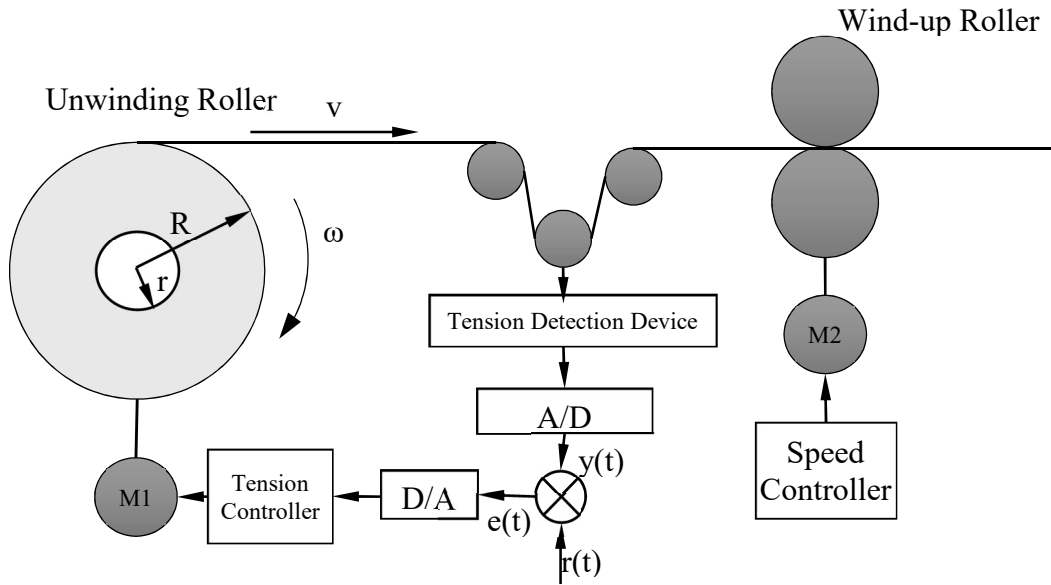 Wind-up Roller
Unwinding Roller
v
R
r
ω
Tension Detection Device
M2
A/D
y(t)
Speed
Controller
M1
Tension
Controller
D/A
e(t)
r(t)